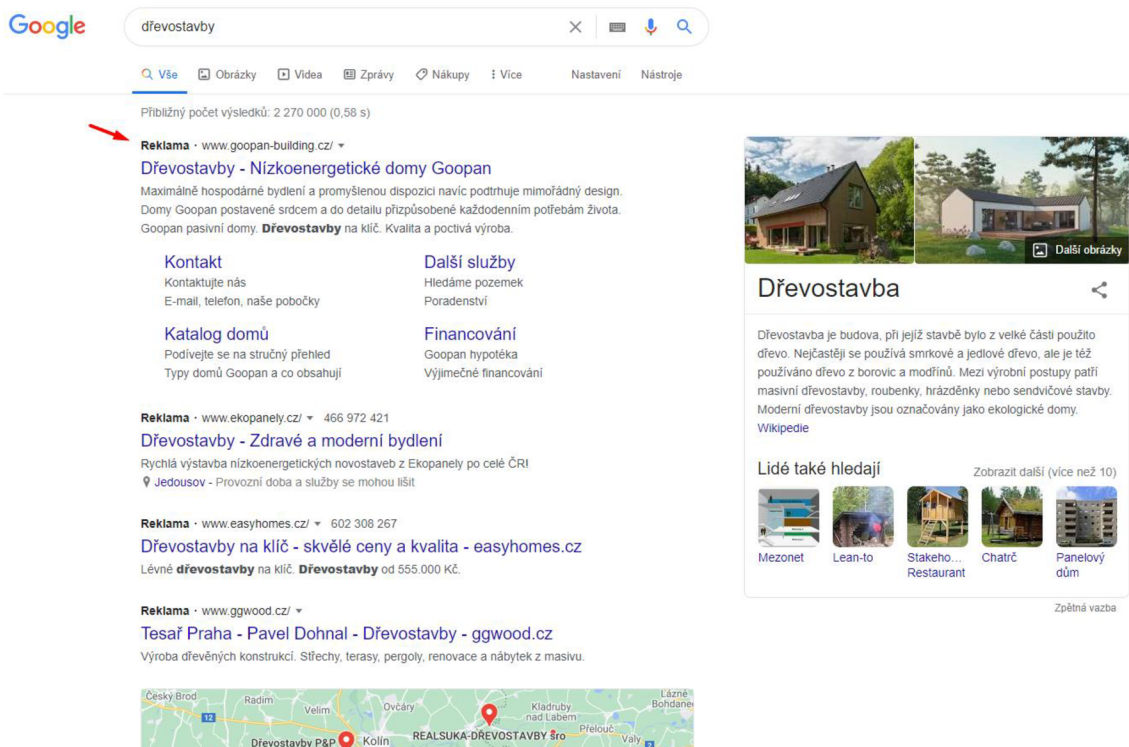 Google
dřevostavby
Vše Obrázky Videa Zprávy Nákupy Více Nastavení Nástroje
Přibližný počet výsledků: 2 270 000 (0,58 s)
Reklama · www.goopan-building.cz/
Dřevostavby - Nízkoenergetické domy Goopan
Maximálně hospodárné bydlení a promyšlenou dispozici navíc podtrhuje mimořádný design.
Domy Goopan postavené srdcem a do detailu přizpůsobené každodenním potřebám života.
Goopan pasivní domy. Dřevostavby na klíč. Kvalita a poctivá výroba.
Kontakt
Kontaktujte nás
E-mail, telefon, naše pobočky
Další služby
Hledáme pozemek
Poradenství
Katalog domů
Podívejte se na stručný přehled
Typy domů Goopan a co obsahují
Financování
Goopan hypotéka
Výjimečné financování
Reklama · www.ekopanely.cz/ 466 972 421
Dřevostavby - Zdravé a moderní bydlení
Rychlá výstavba nízkoenergetických novostaveb z Ekopanely po celé ČR!
Jedousov - Provozní doba a služby se mohou lišit
Reklama · www.easyhomes.cz/ 602 308 267
Dřevostavby na klíč - skvělé ceny a kvalita - easyhomes.cz
Lévné dřevostavby na klíč. Dřevostavby od 555.000 Kč.
Reklama · www.ggwood.cz/
Tesař Praha - Pavel Dohnal - Dřevostavby - ggwood.cz
Výroba dřevěných konstrukcí. Střechy, terasy, pergoly, renovace a nábytek z masivu.
Český Brod
Radim
Velim
Ovčáry
Kladruby
nad Labem
Lázně
Bohdaneč
12
Přelouč
Valy
2
Dřevostavby P&P
Kolín
REALSUKA-DŘEVOSTAVBY sro
Další obrázky
Dřevostavba
Dřevostavba je budova, při jejíž stavbě bylo z velké části použito
dřevo. Nejčastěji se používá smrkové a jedlové dřevo, ale je též
používáno dřevo z borovic a modřínů. Mezi výrobní postupy patří
masivní dřevostavby, roubenky, hrázděnky nebo sendvičové stavby.
Moderní dřevostavby jsou označovány jako ekologické domy.
Wikipedie
Lidé také hledají
Zobrazit další (více než 10)
Mezonet
Lean-to
Stakeho…
Restaurant
Chatrč
Panelový
dům
Zpětná vazba